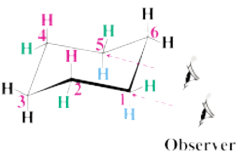 H H H 6
4 5 H
H H
H H
H 2 H
3 H 1
H H H
Observer